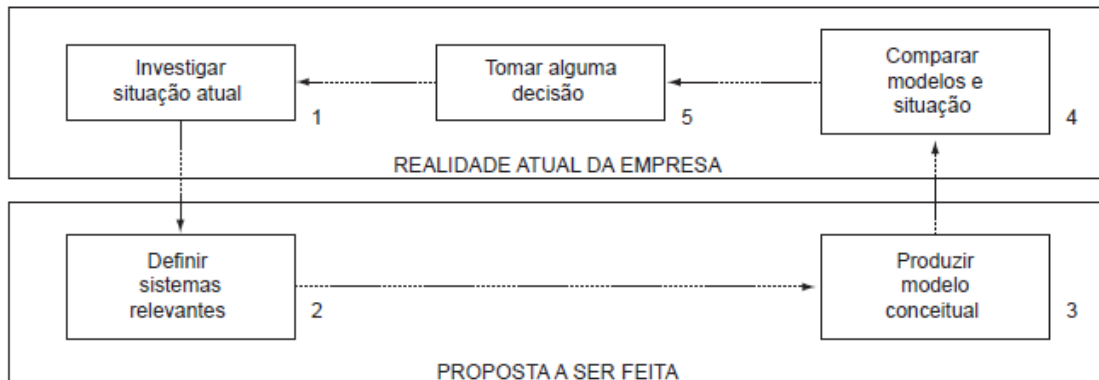 Investigar
situação atual
1
Tomar alguma
decisão
5
Comparar
modelos e
situação
4
REALIDADE ATUAL DA EMPRESA
Definir
sistemas
relevantes
2
Produzir
modelo
conceitual
3
PROPOSTA A SER FEITA